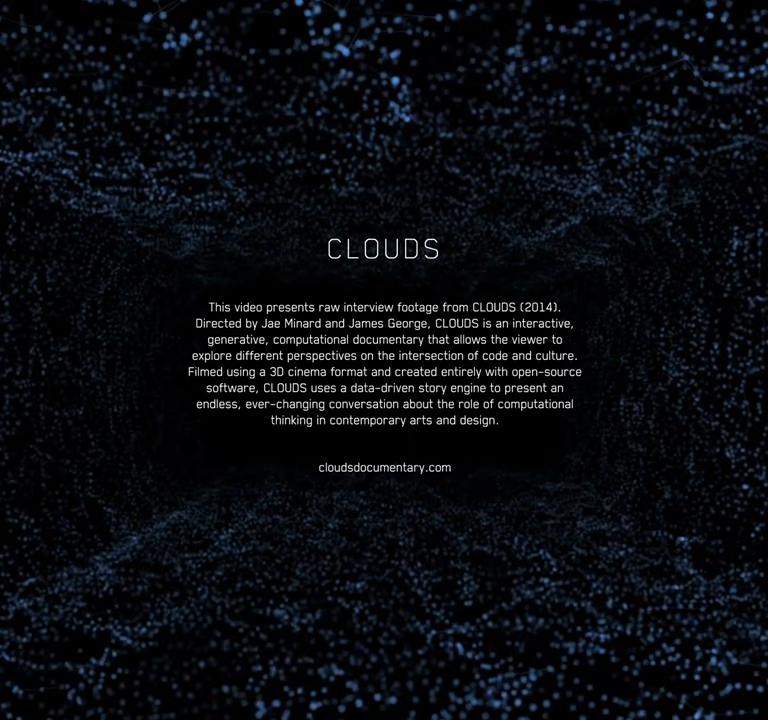 CLOUDS
This video presents raw interview footage from CLOUDS (2014).
Directed by Jae Minard and James George, CLOUDS is an interactive,
generative, computational documentary that allows the viewer to
explore different perspectives on the intersection of code and culture.
Filmed using a 3D cinema format and created entirely with open-source
software, CLOUDS uses a data-driven story engine to present an
endless, ever-changing conversation about the role of computational
thinking in contemporary arts and design.
cloudsdocumentary.com